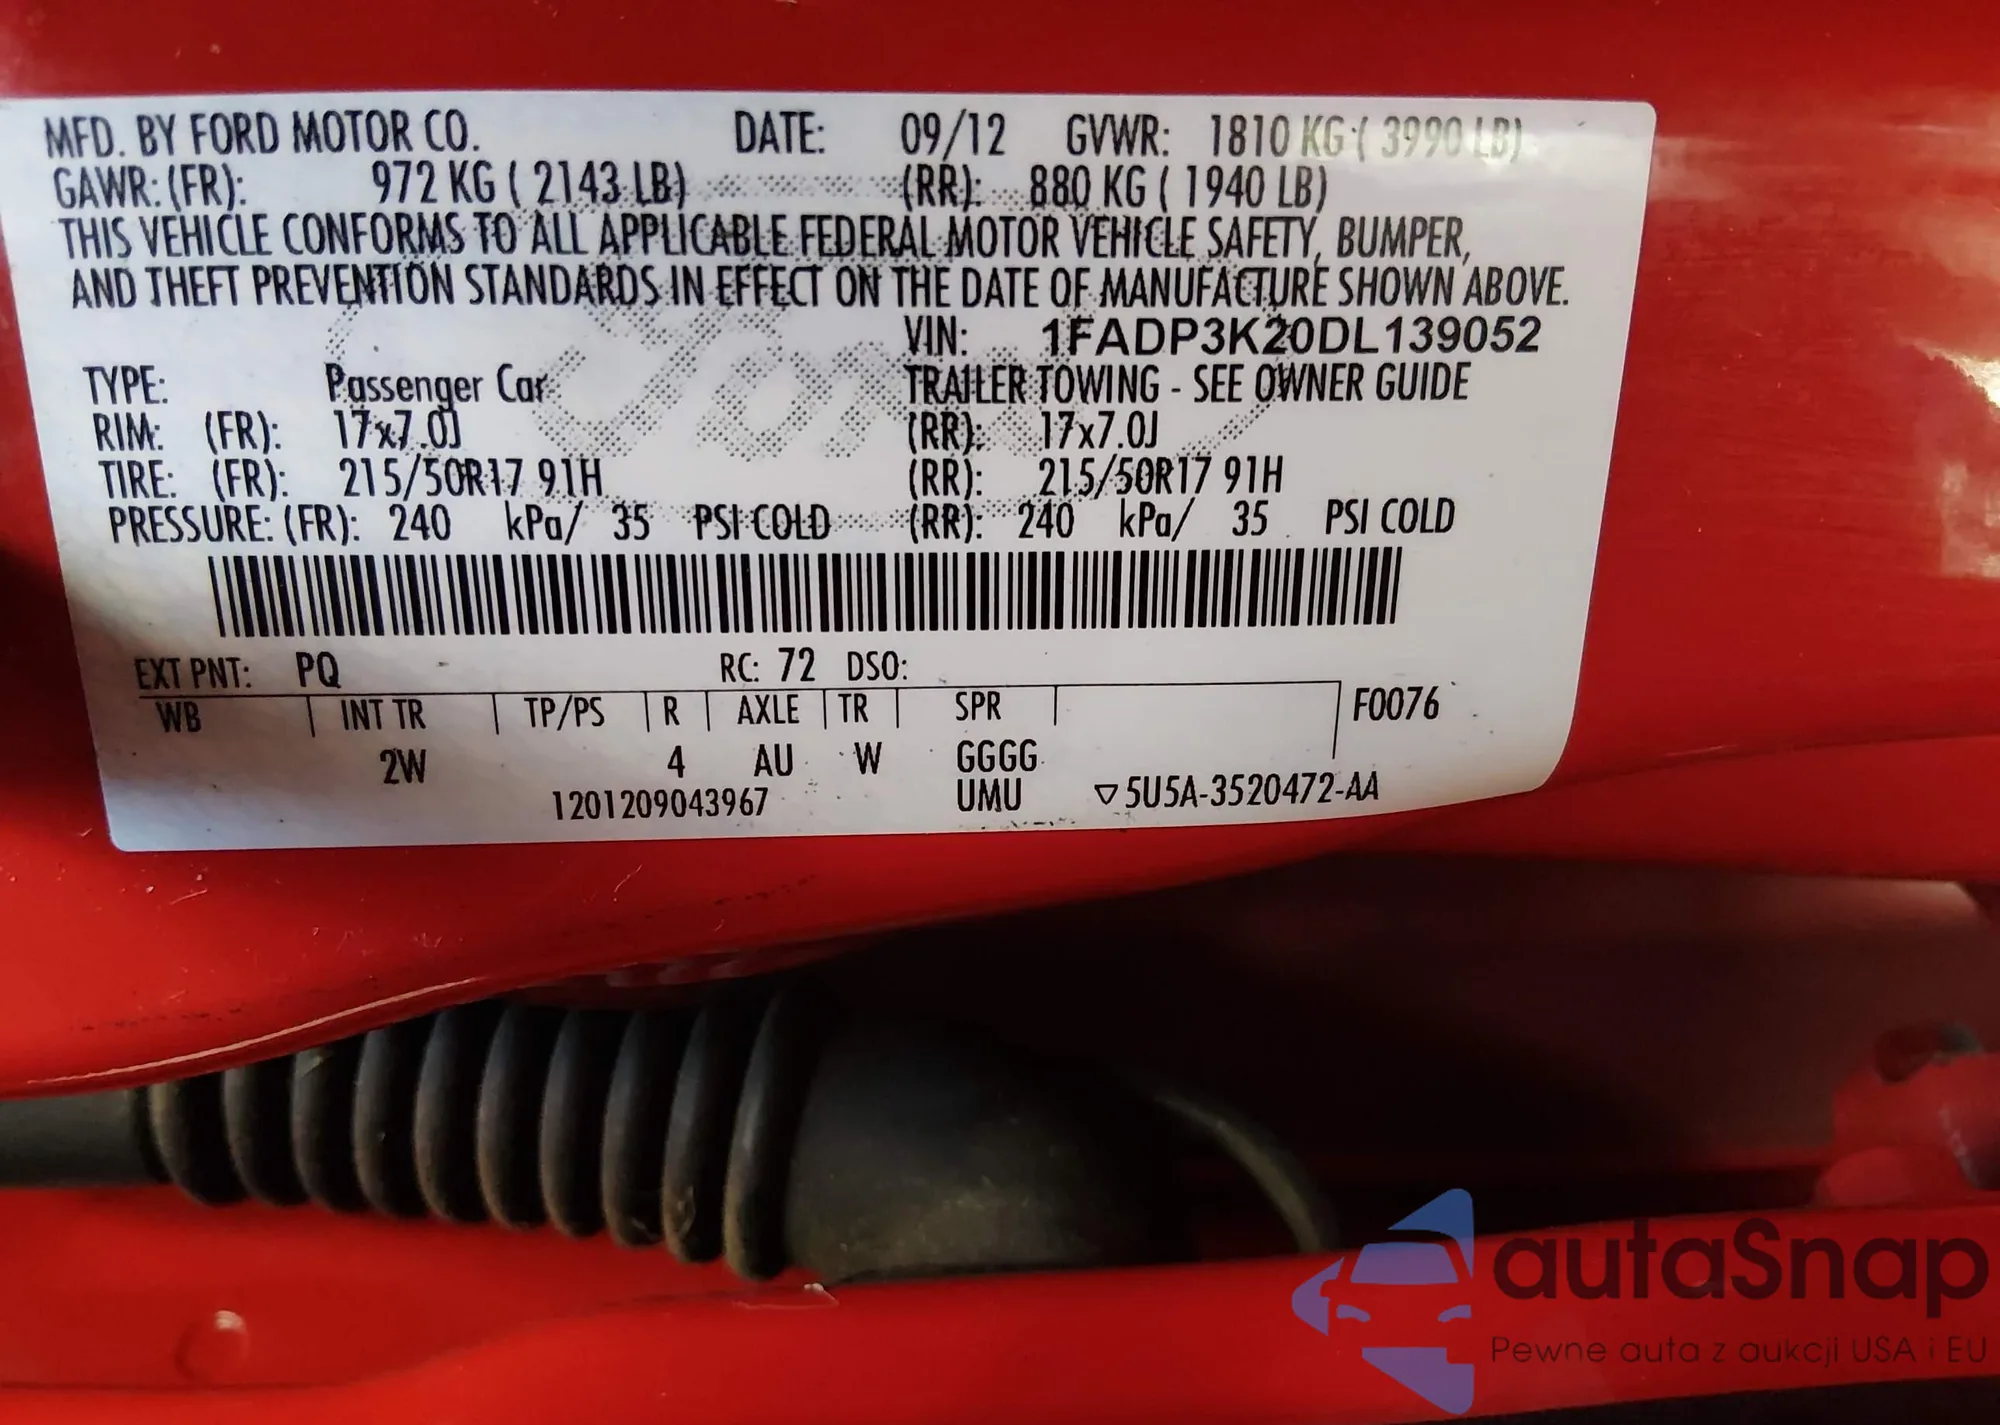 MFD. BY FORD MOTOR CO. DATE: 09/12 GVWR: 1810 KG ( 3990 LB)
GAWR: (FR): 972 KG ( 2143 LB) (RR): 880 KG ( 1940 LB)
THIS VEHICLE CONFORMS TO ALL APPLICABLE FEDERAL MOTOR VEHICLE SAFETY, BUMPER,
AND THEFT PREVENTION STANDARDS IN EFFECT ON THE DATE OF MANUFACTURE SHOWN ABOVE.
Ford
VIN: 1FADP3K20DL139052
TYPE: Passenger Car TRAILER TOWING - SEE OWNER GUIDE
RIM: (FR): 17x7.0J (RR): 17x7.0J
TIRE: (FR): 215/50R17 91H (RR): 215/50R17 91H
PRESSURE: (FR): 240 kPa/ 35 PSI COLD (RR): 240 kPa/ 35 PSI COLD
EXT PNT: PQ RC: 72 DSO:
WB INT TR TP/PS R AXLE TR SPR F0076
2W 4 AU W GGGG
1201209043967 UMU ▽5U5A-3520472-AA
autaSnap
Pewne auta z aukcji USA i EU